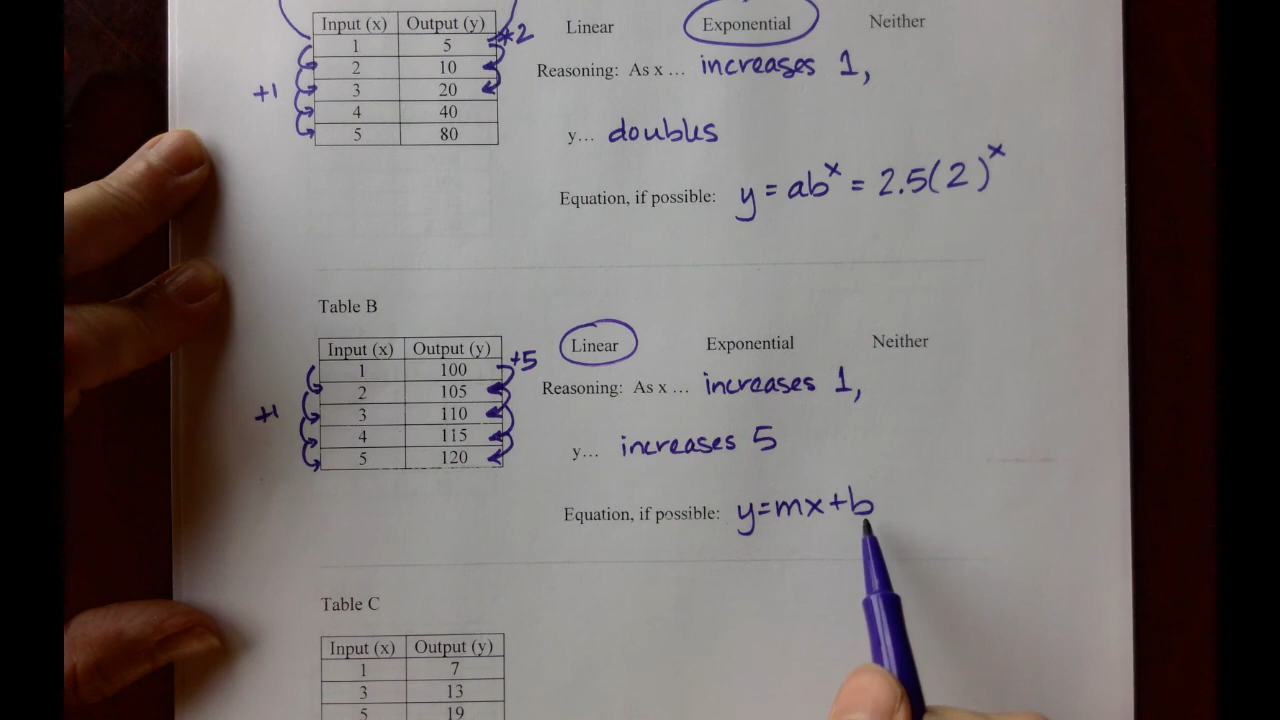 Input (x) Output (y)
1 5 *2
2 10
3 20
4 40
5 80
+1
Linear Exponential Neither
Reasoning: As x ... increases 1,
y... doubles
Equation, if possible: y = ab^x = 2.5(2)^x
Table B
Input (x) Output (y)
1 100 +5
2 105
3 110
4 115
5 120
+1
Linear Exponential Neither
Reasoning: As x ... increases 1,
y... increases 5
Equation, if possible: y=mx+b
Table C
Input (x) Output (y)
1 7
3 13
5 19